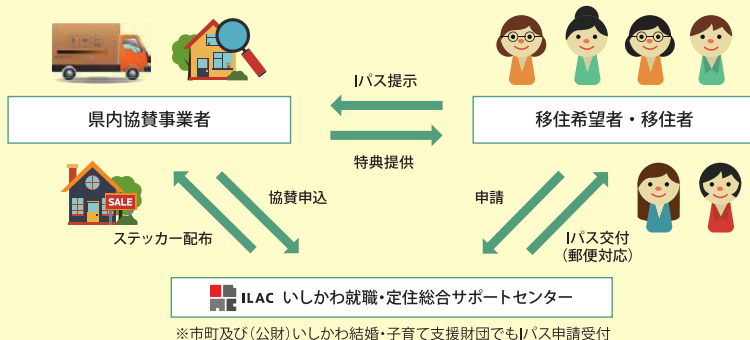 Iパス提示
県内協賛事業者
移住希望者・移住者
特典提供
SALE
協賛申込
申請
ステッカー配布
Iパス交付
(郵便対応)
ILAC いしかわ就職・定住総合サポートセンター
※市町及び(公財)いしかわ結婚・子育て支援財団でもIパス申請受付